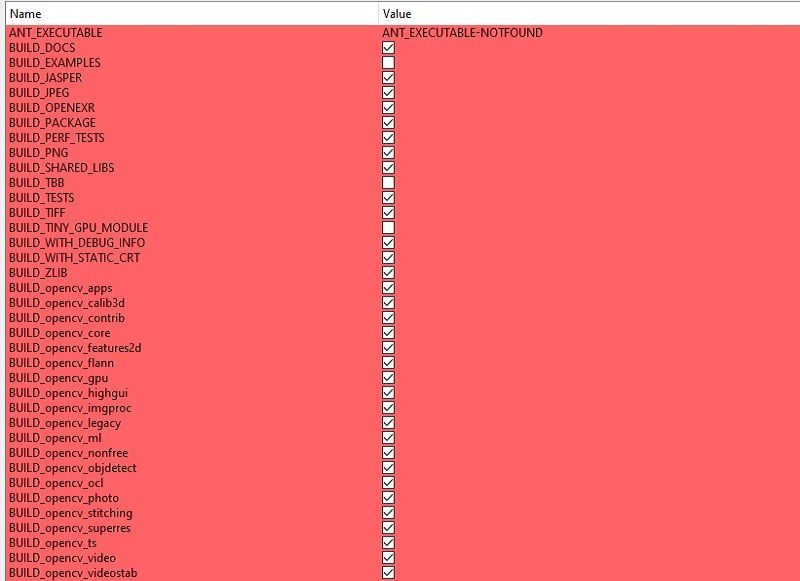 Name Value
ANT_EXECUTABLE ANT_EXECUTABLE-NOTFOUND
BUILD_DOCS
BUILD_EXAMPLES
BUILD_JASPER
BUILD_JPEG
BUILD_OPENEXR
BUILD_PACKAGE
BUILD_PERF_TESTS
BUILD_PNG
BUILD_SHARED_LIBS
BUILD_TBB
BUILD_TESTS
BUILD_TIFF
BUILD_TINY_GPU_MODULE
BUILD_WITH_DEBUG_INFO
BUILD_WITH_STATIC_CRT
BUILD_ZLIB
BUILD_opencv_apps
BUILD_opencv_calib3d
BUILD_opencv_contrib
BUILD_opencv_core
BUILD_opencv_features2d
BUILD_opencv_flann
BUILD_opencv_gpu
BUILD_opencv_highgui
BUILD_opencv_imgproc
BUILD_opencv_legacy
BUILD_opencv_ml
BUILD_opencv_nonfree
BUILD_opencv_objdetect
BUILD_opencv_ocl
BUILD_opencv_photo
BUILD_opencv_stitching
BUILD_opencv_superres
BUILD_opencv_ts
BUILD_opencv_video
BUILD_opencv_videostab